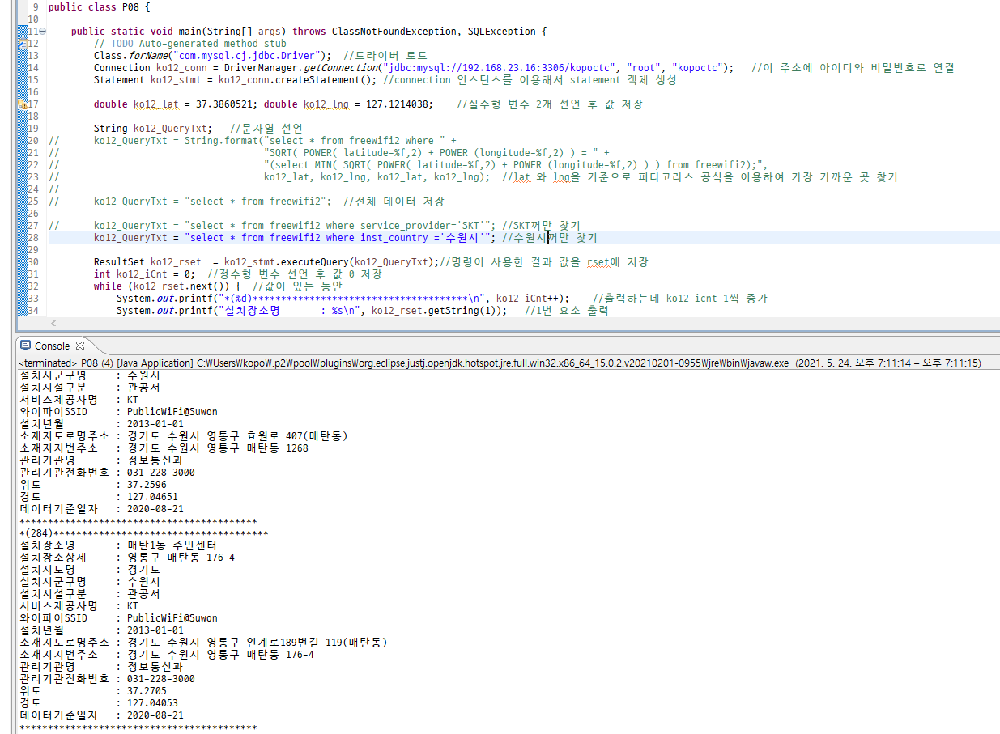 9 public class P08 {
10
11 public static void main(String[] args) throws ClassNotFoundException, SQLException {
12 // TODO Auto-generated method stub
13 Class.forName("com.mysql.cj.jdbc.Driver"); //드라이버 로드
14 Connection ko12_conn = DriverManager.getConnection("jdbc:mysql://192.168.23.16:3306/kopoctc", "root", "kopoctc"); //이 주소에 아이디와 비밀번호로 연결
15 Statement ko12_stmt = ko12_conn.createStatement(); //connection 인스턴스를 이용해서 statement 객체 생성
16
17 double ko12_lat = 37.3860521; double ko12_lng = 127.1214038; //실수형 변수 2개 선언 후 값 저장
18
19 String ko12_QueryTxt; //문자열 선언
20 // ko12_QueryTxt = String.format("select * from freewifi2 where " +
21 // "SQRT( POWER( latitude-%f,2) + POWER (longitude-%f,2) ) = " +
22 // "(select MIN( SQRT( POWER( latitude-%f,2) + POWER (longitude-%f,2) ) ) from freewifi2);",
23 // ko12_lat, ko12_lng, ko12_lat, ko12_lng); //lat 와 lng을 기준으로 피타고라스 공식을 이용하여 가장 가까운 곳 찾기
24 //
25 // ko12_QueryTxt = "select * from freewifi2"; //전체 데이터 저장
26
27 // ko12_QueryTxt = "select * from freewifi2 where service_provider='SKT'"; //SKT꺼만 찾기
28 ko12_QueryTxt = "select * from freewifi2 where inst_country ='수원시'"; //수원시꺼만 찾기
29
30 ResultSet ko12_rset = ko12_stmt.executeQuery(ko12_QueryTxt);//명령어 사용한 결과 값을 rset에 저장
31 int ko12_iCnt = 0; //정수형 변수 선언 후 값 0 저장
32 while (ko12_rset.next()) { //값이 있는 동안
33 System.out.printf("*(%d)**************************************\n", ko12_iCnt++); //출력하는데 ko12_icnt 1씩 증가
34 System.out.printf("설치장소명 : %s\n", ko12_rset.getString(1)); //1번 요소 출력
Console
<terminated> P08 (4) [Java Application] C:₩Users₩kopo₩.p2₩pool₩plugins₩org.eclipse.justj.openjdk.hotspot.jre.full.win32.x86_64_15.0.2.v20210201-0955₩jre₩bin₩javaw.exe (2021. 5. 24. 오후 7:11:14 – 오후 7:11:15)
설치시군구명 : 수원시
설치시설구분 : 관공서
서비스제공사명 : KT
와이파이SSID : PublicWiFi@Suwon
설치년월 : 2013-01-01
소재지도로명주소 : 경기도 수원시 영통구 효원로 407(매탄동)
소재지지번주소 : 경기도 수원시 영통구 매탄동 1268
관리기관명 : 정보통신과
관리기관전화번호 : 031-228-3000
위도 : 37.2596
경도 : 127.04651
데이터기준일자 : 2020-08-21
******************************************
*(284)**************************************
설치장소명 : 매탄1동 주민센터
설치장소상세 : 영통구 매탄동 176-4
설치시도명 : 경기도
설치시군구명 : 수원시
설치시설구분 : 관공서
서비스제공사명 : KT
와이파이SSID : PublicWiFi@Suwon
설치년월 : 2013-01-01
소재지도로명주소 : 경기도 수원시 영통구 인계로189번길 119(매탄동)
소재지지번주소 : 경기도 수원시 영통구 매탄동 176-4
관리기관명 : 정보통신과
관리기관전화번호 : 031-228-3000
위도 : 37.2705
경도 : 127.04053
데이터기준일자 : 2020-08-21
******************************************